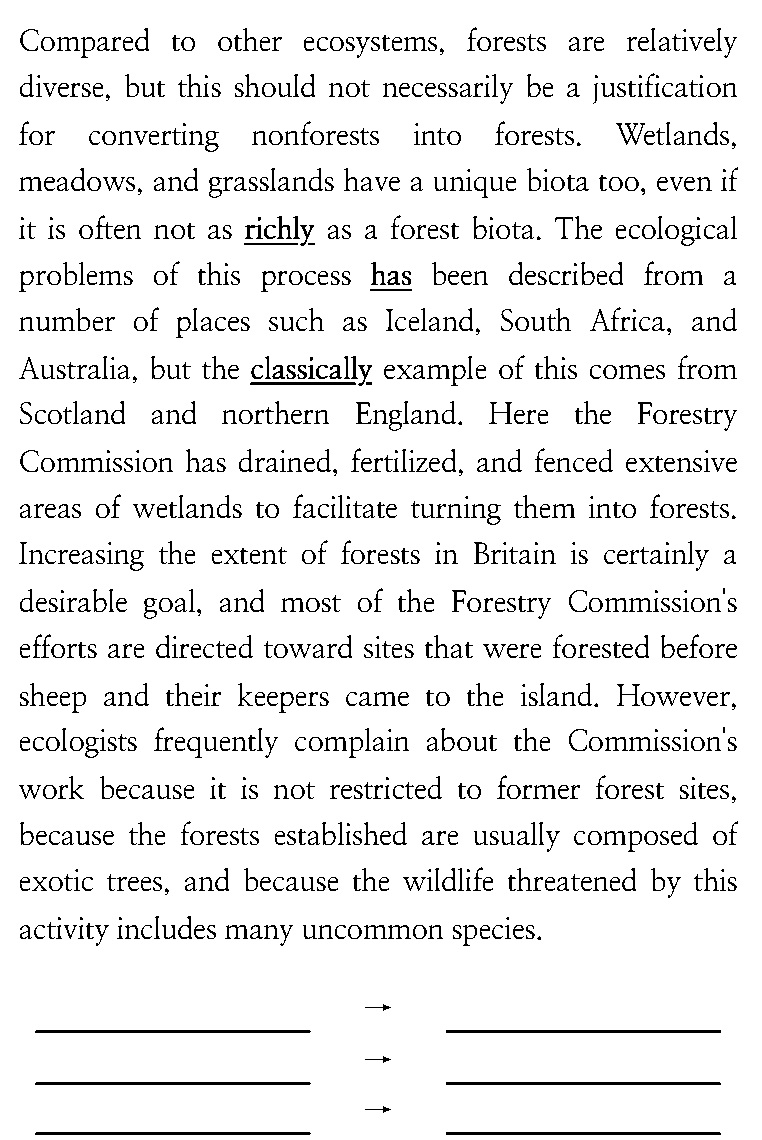 Compared to other ecosystems, forests are relatively
diverse, but this should not necessarily be a justification
for converting nonforests into forests. Wetlands,
meadows, and grasslands have a unique biota too, even if
it is often not as richly as a forest biota. The ecological
problems of this process has been described from a
number of places such as Iceland, South Africa, and
Australia, but the classically example of this comes from
Scotland and northern England. Here the Forestry
Commission has drained, fertilized, and fenced extensive
areas of wetlands to facilitate turning them into forests.
Increasing the extent of forests in Britain is certainly a
desirable goal, and most of the Forestry Commission's
efforts are directed toward sites that were forested before
sheep and their keepers came to the island. However,
ecologists frequently complain about the Commission's
work because it is not restricted to former forest sites,
because the forests established are usually composed of
exotic trees, and because the wildlife threatened by this
activity includes many uncommon species.
→
→
→